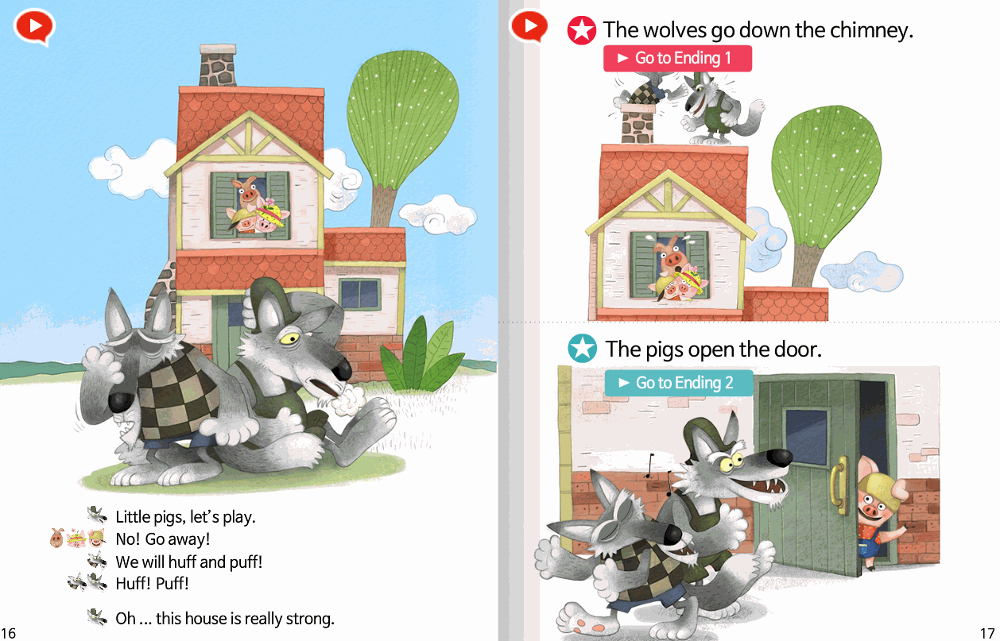 Little pigs, let's play.
No! Go away!
We will huff and puff!
Huff! Puff!
Oh ... this house is really strong.
16
The wolves go down the chimney.
► Go to Ending 1
The pigs open the door.
► Go to Ending 2
17